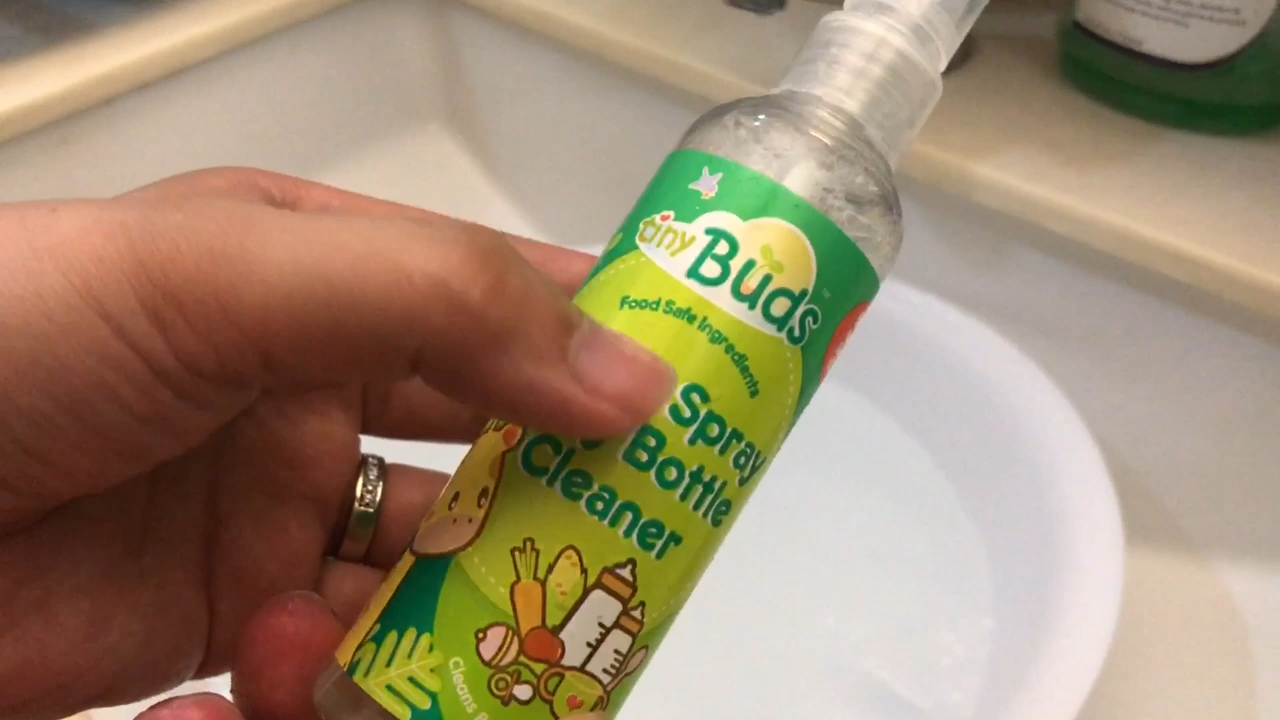 tiny Buds
Food Safe Ingredients
Spray
Bottle
Cleaner
Cleans